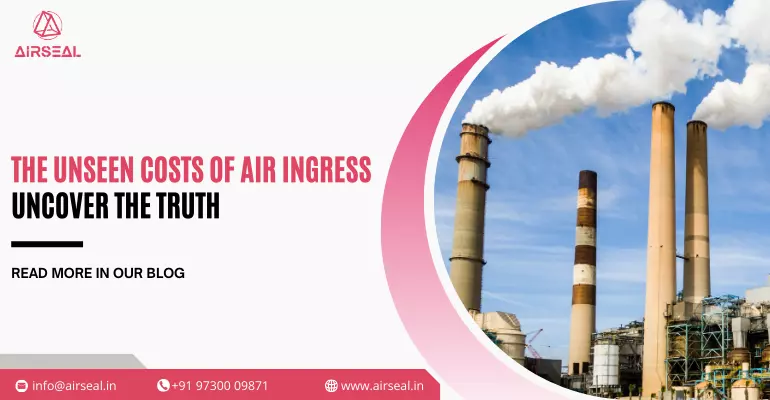 AIRSEAL
THE UNSEEN COSTS OF AIR INGRESS
UNCOVER THE TRUTH
READ MORE IN OUR BLOG
info@airseal.in +91 97300 09871 www.airseal.in